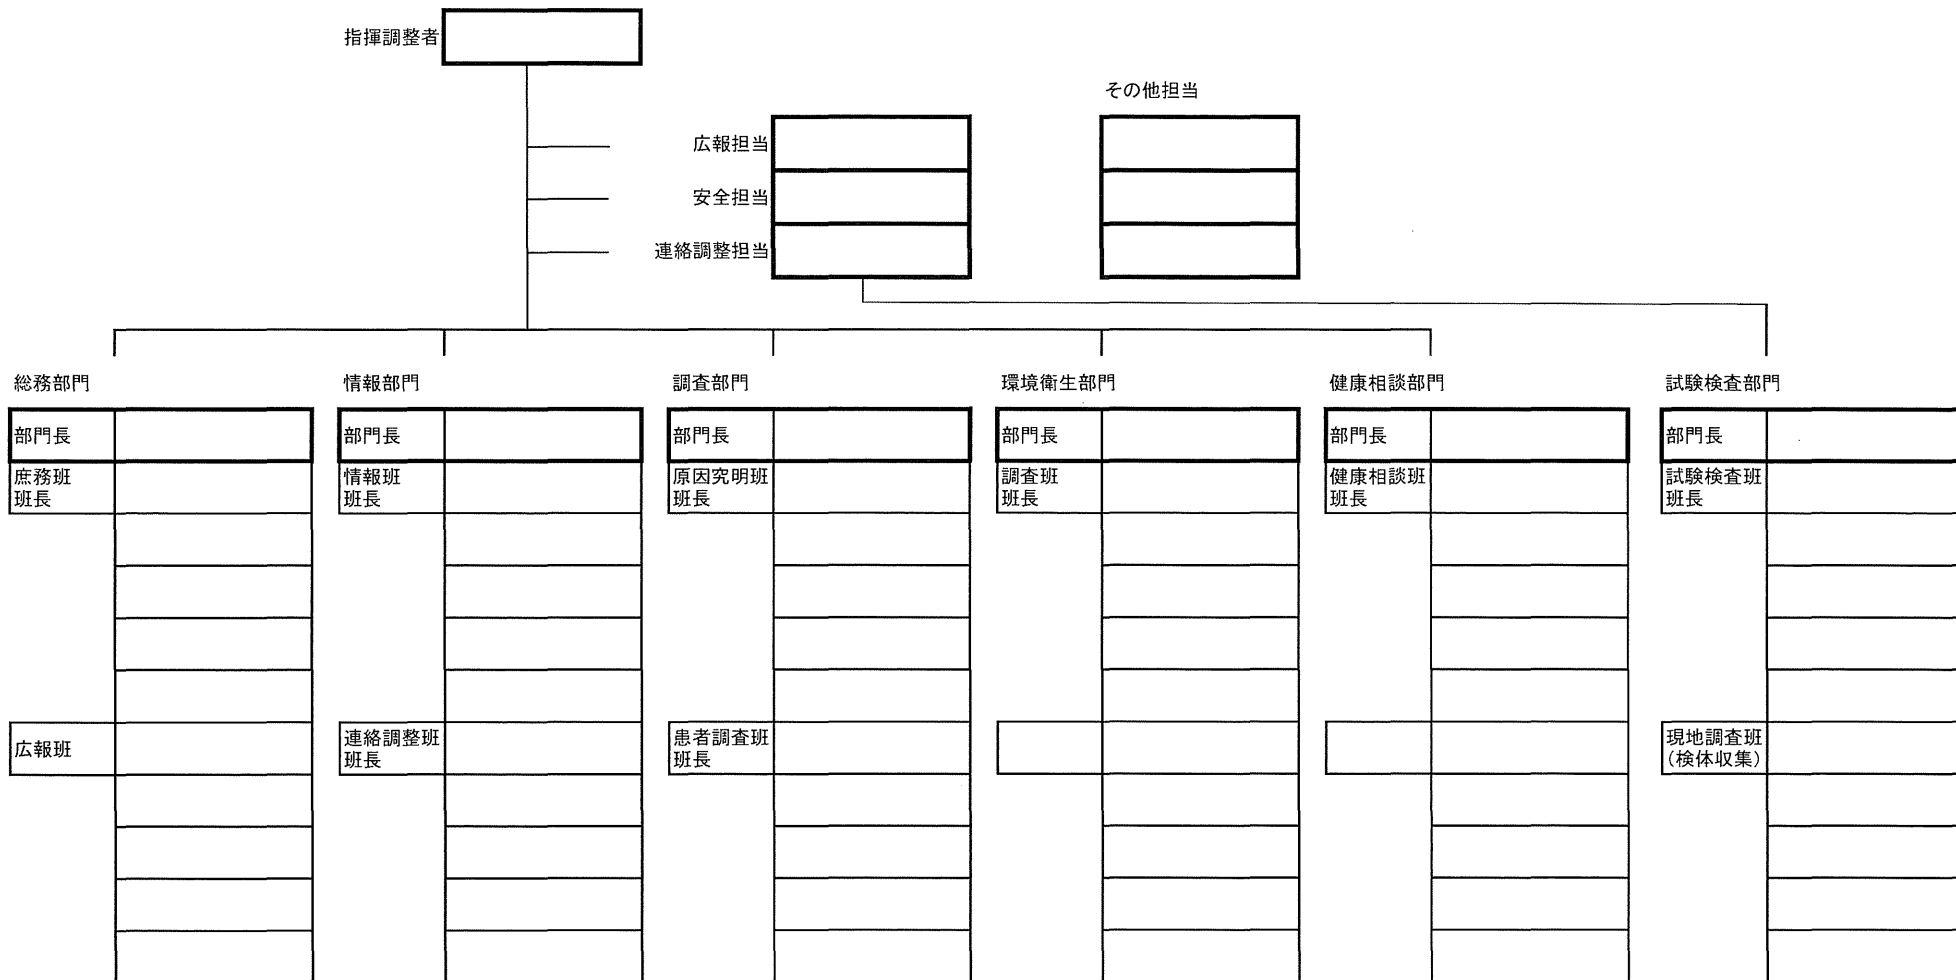 指揮調整者
その他担当
広報担当
安全担当
連絡調整担当
総務部門
情報部門
調査部門
環境衛生部門
健康相談部門
試験検査部門
部門長
部門長
部門長
部門長
部門長
部門長
庶務班
班長
情報班
班長
原因究明班
班長
調査班
班長
健康相談班
班長
試験検査班
班長
広報班
連絡調整班
班長
患者調査班
班長
現地調査班
(検体収集)